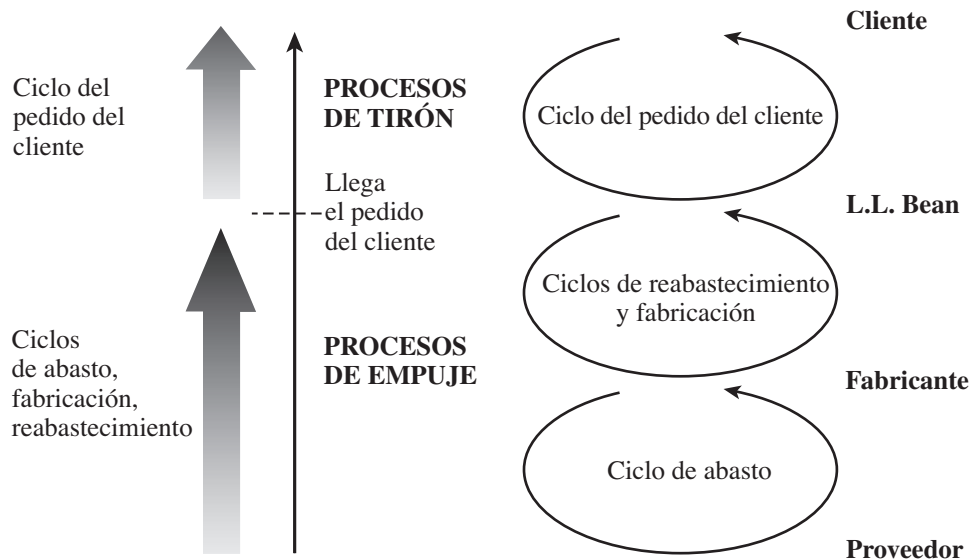 Ciclo del
pedido del
cliente
Ciclos
de abasto,
fabricación,
reabastecimiento
PROCESOS
DE TIRÓN
Llega
el pedido
del cliente
PROCESOS
DE EMPUJE
Cliente
Ciclo del pedido del cliente
L.L. Bean
Ciclos de reabastecimiento
y fabricación
Fabricante
Ciclo de abasto
Proveedor